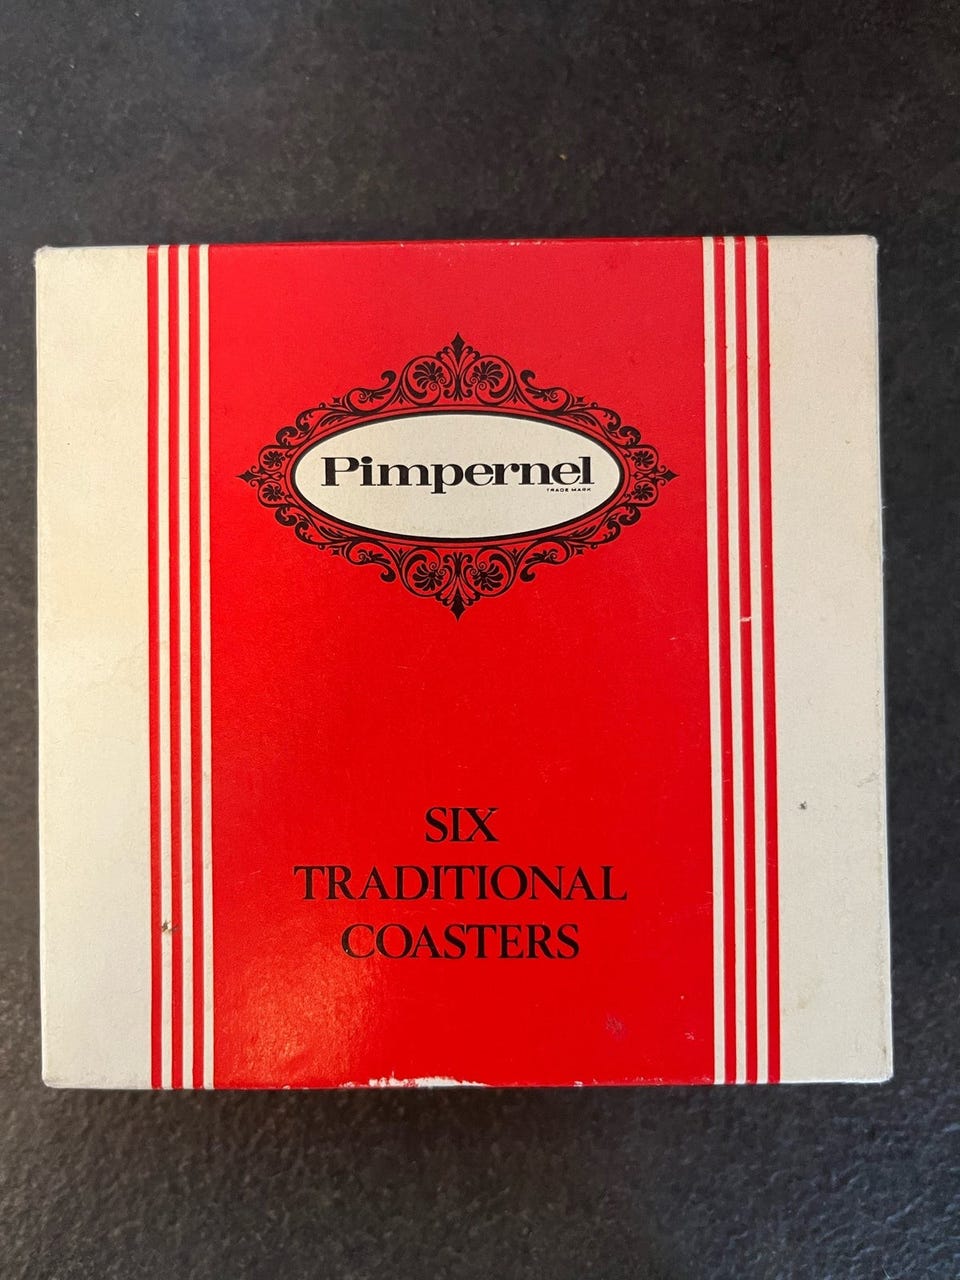 Pimpernel
TRADE MARK
SIX
TRADITIONAL
COASTERS